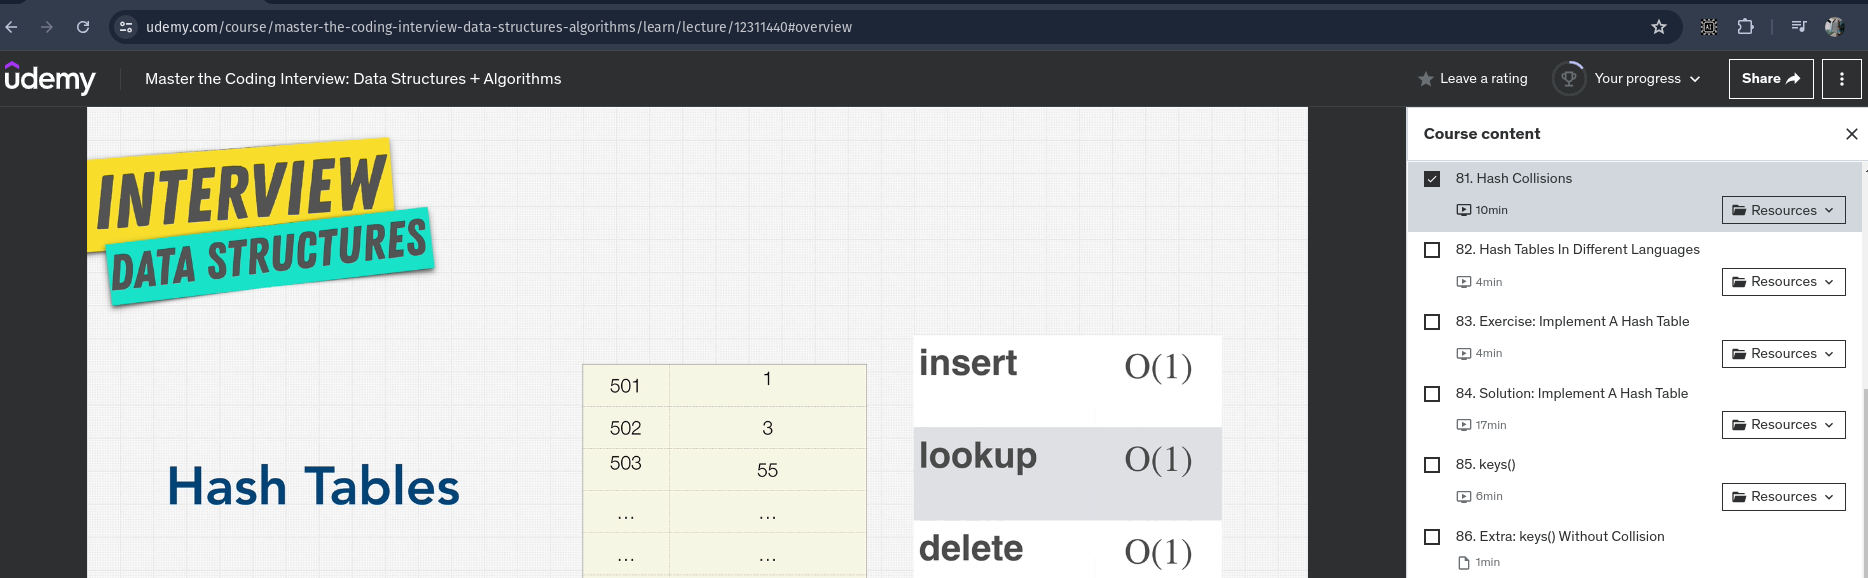 udemy.com/course/master-the-coding-interview-data-structures-algorithms/learn/lecture/12311440#overview
udemy
Master the Coding Interview: Data Structures + Algorithms
Leave a rating
Your progress
Share
INTERVIEW
DATA STRUCTURES
Hash Tables
501 1
502 3
503 55
... ...
... ...
insert O(1)
lookup O(1)
delete O(1)
Course content
81. Hash Collisions
10min
Resources
82. Hash Tables In Different Languages
4min
Resources
83. Exercise: Implement A Hash Table
4min
Resources
84. Solution: Implement A Hash Table
17min
Resources
85. keys()
6min
Resources
86. Extra: keys() Without Collision
1min